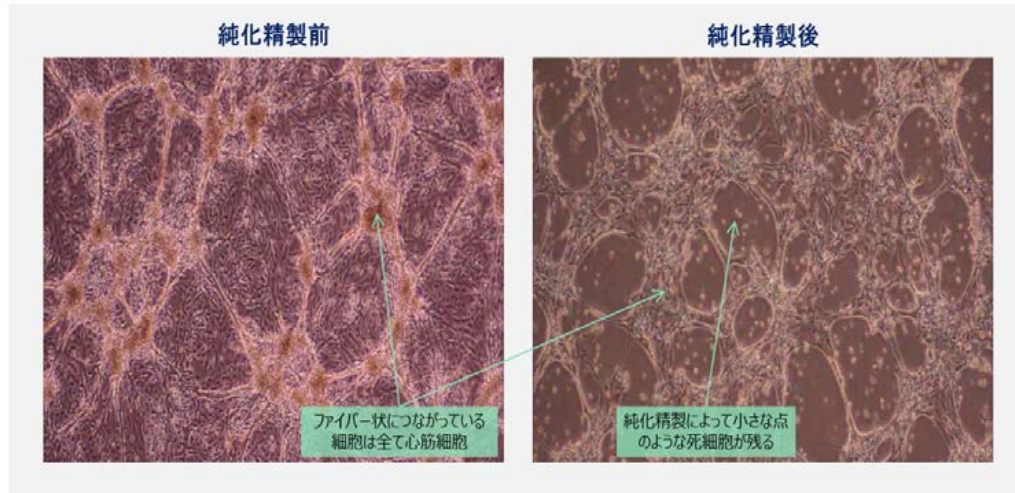 純化精製前
純化精製後
ファイバー状につながっている
細胞は全て心筋細胞
純化精製によって小さな点
のような死細胞が残る